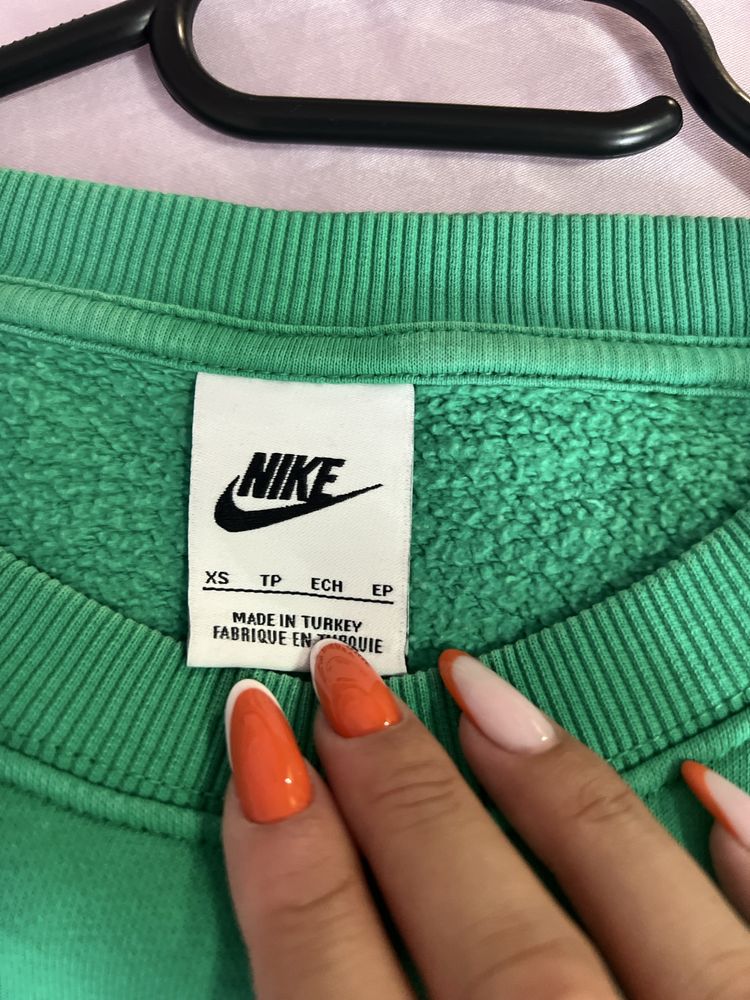 NIKE
XS TP ECH EP
MADE IN TURKEY
FABRIQUE EN TURQUIE